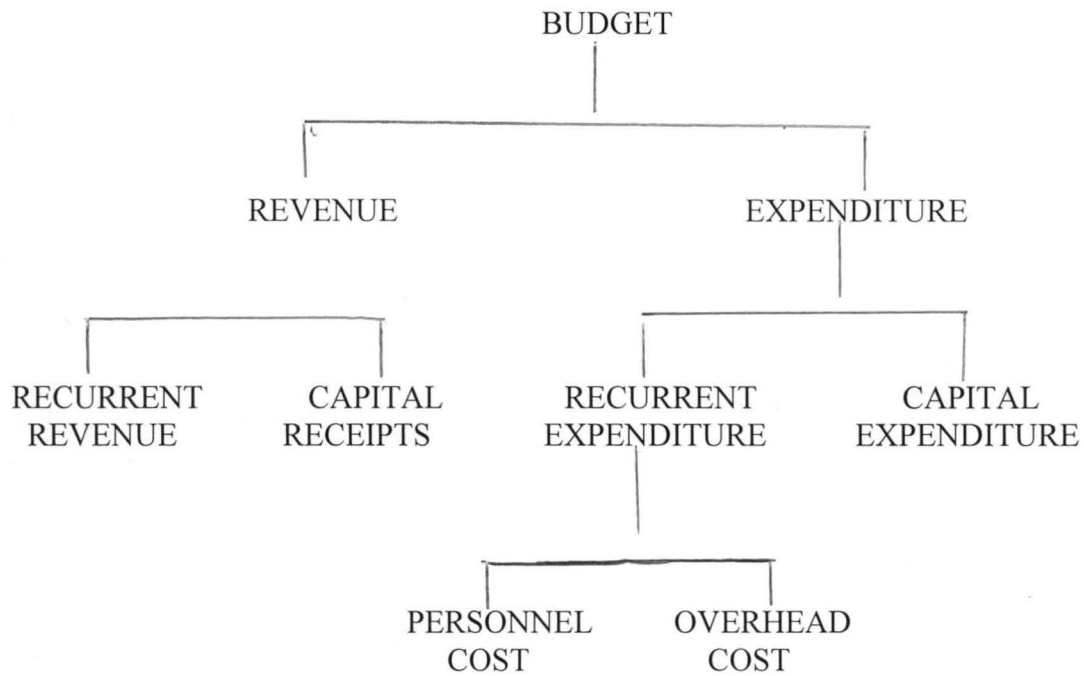 BUDGET
REVENUE EXPENDITURE
RECURRENT CAPITAL RECURRENT CAPITAL
REVENUE RECEIPTS EXPENDITURE EXPENDITURE
PERSONNEL OVERHEAD
COST COST